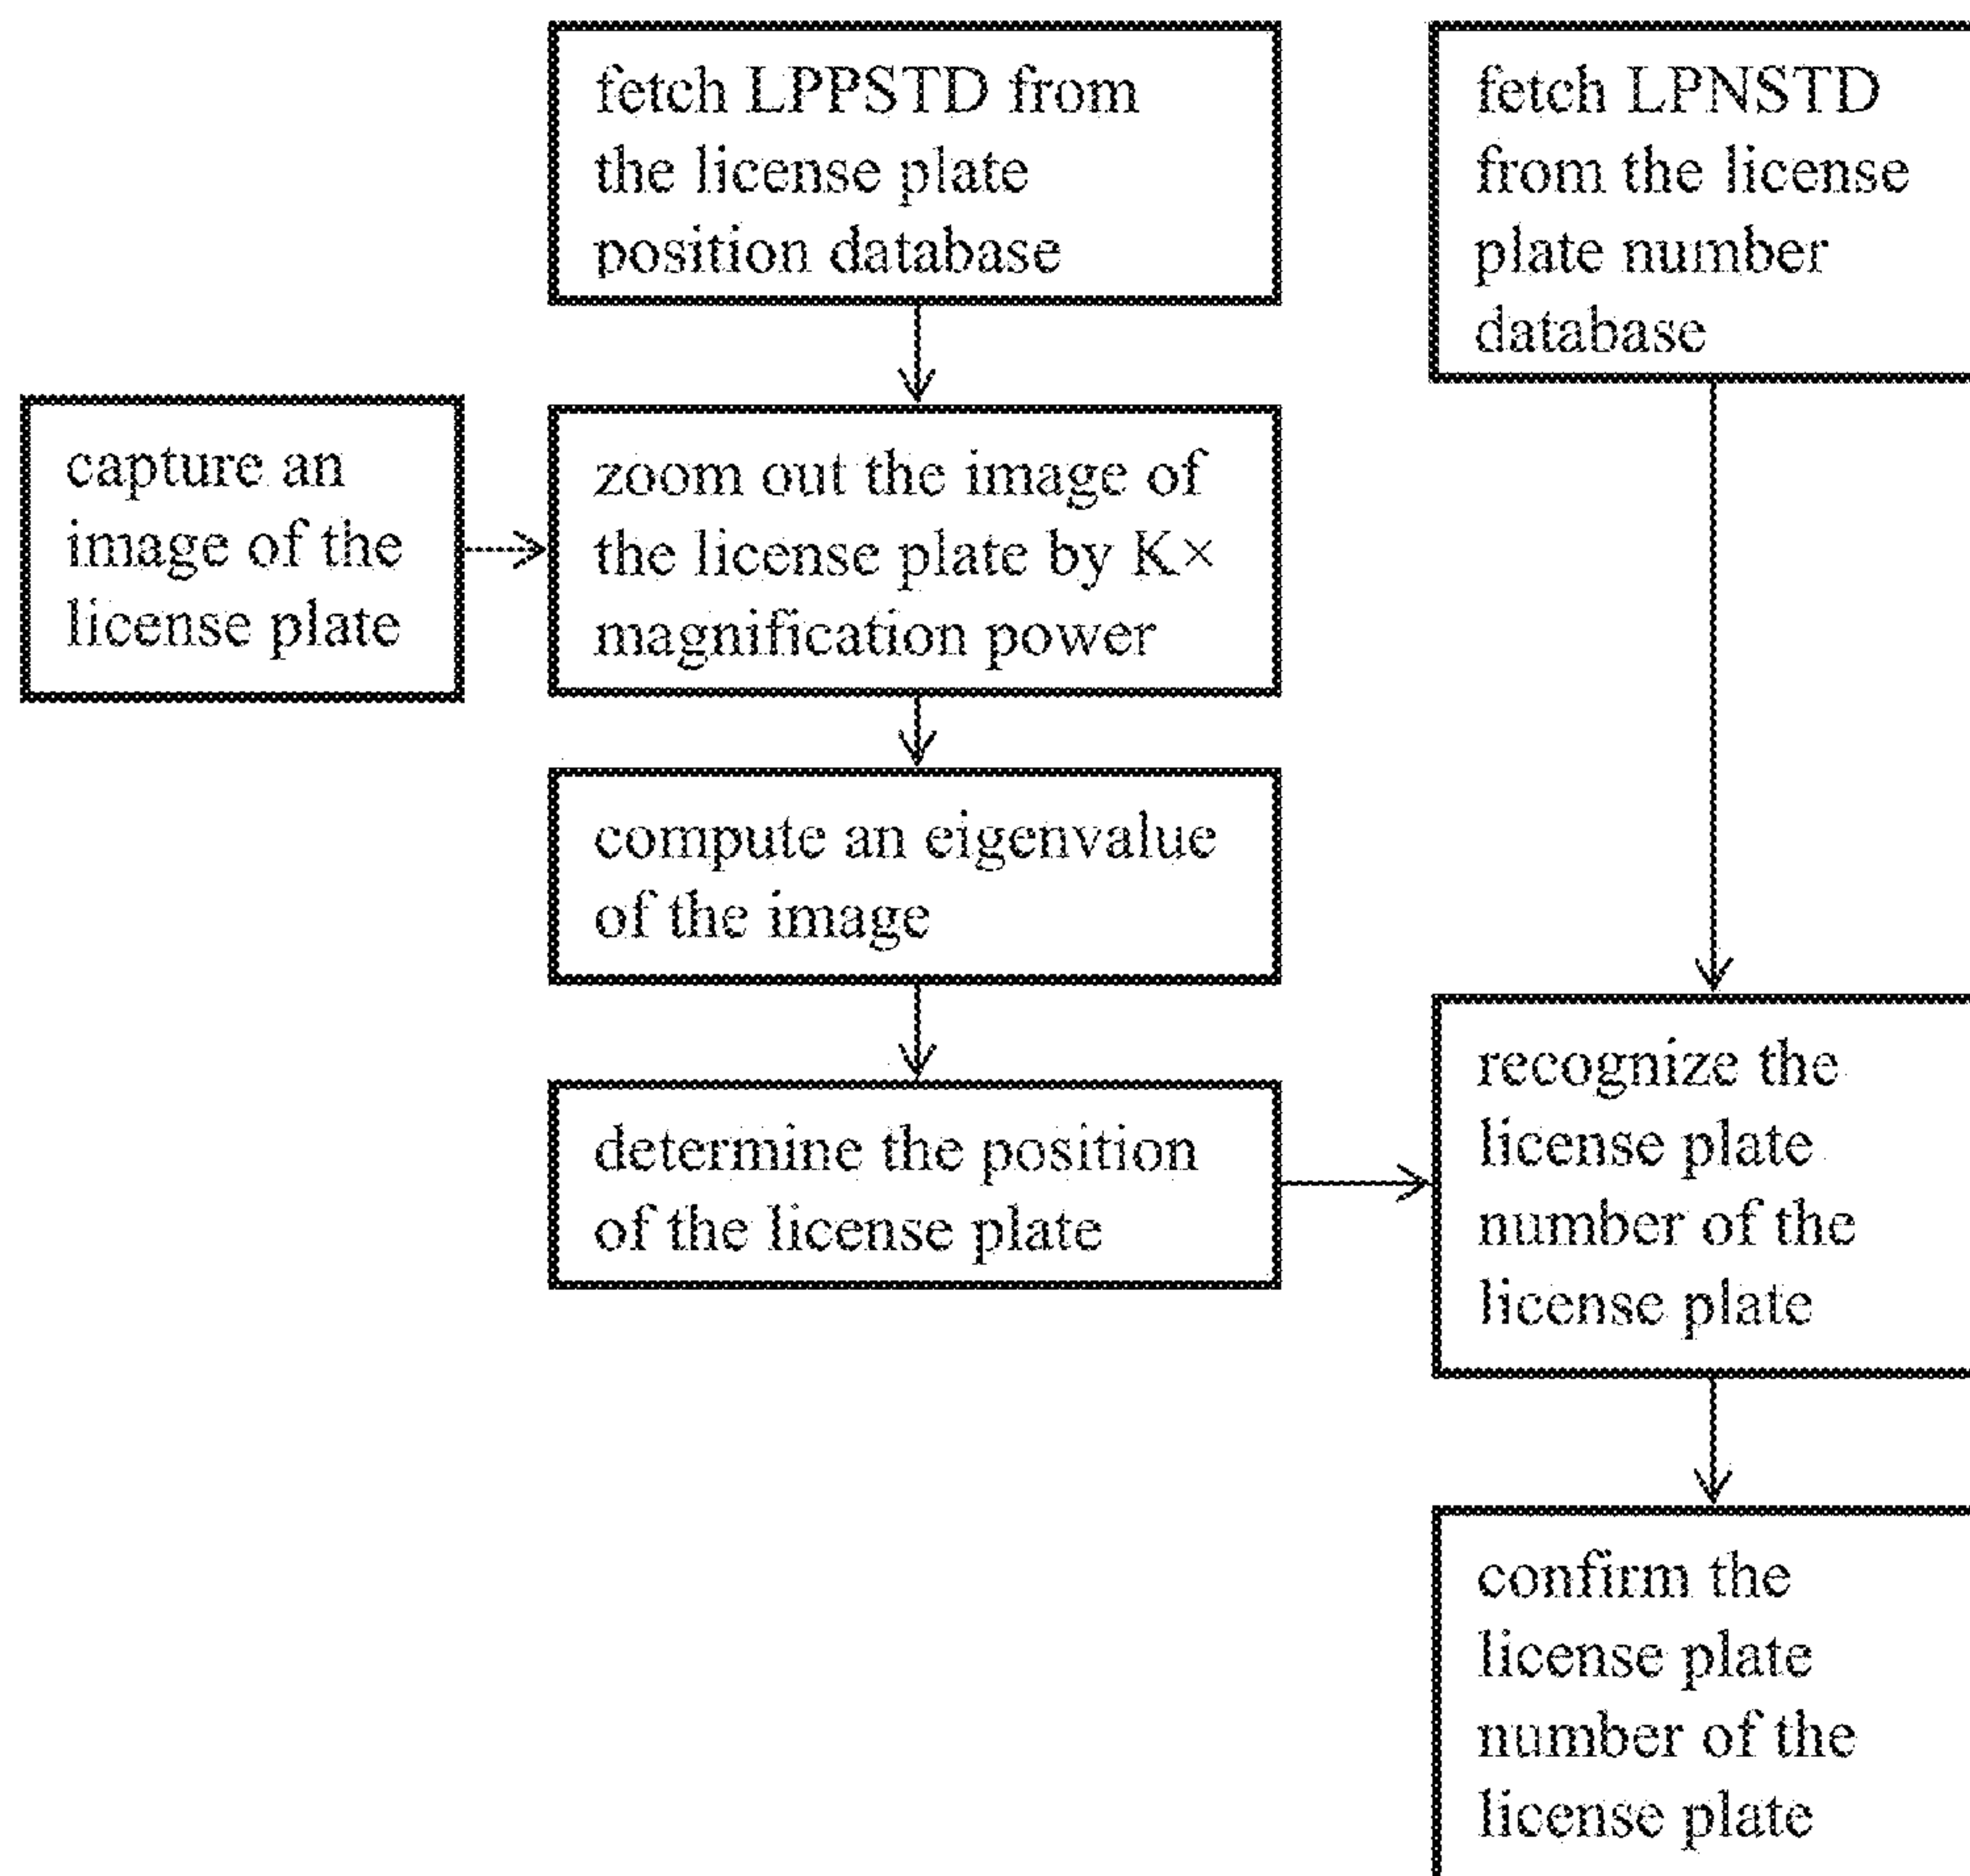 fetch LPPSTD from
the license plate
position database
fetch LPNSTD
from the license
plate number
database
capture an
image of the
license plate
zoom out the image of
the license plate by K×
magnification power
compute an eigenvalue
of the image
determine the position
of the license plate
recognize the
license plate
number of the
license plate
confirm the
license plate
number of the
license plate